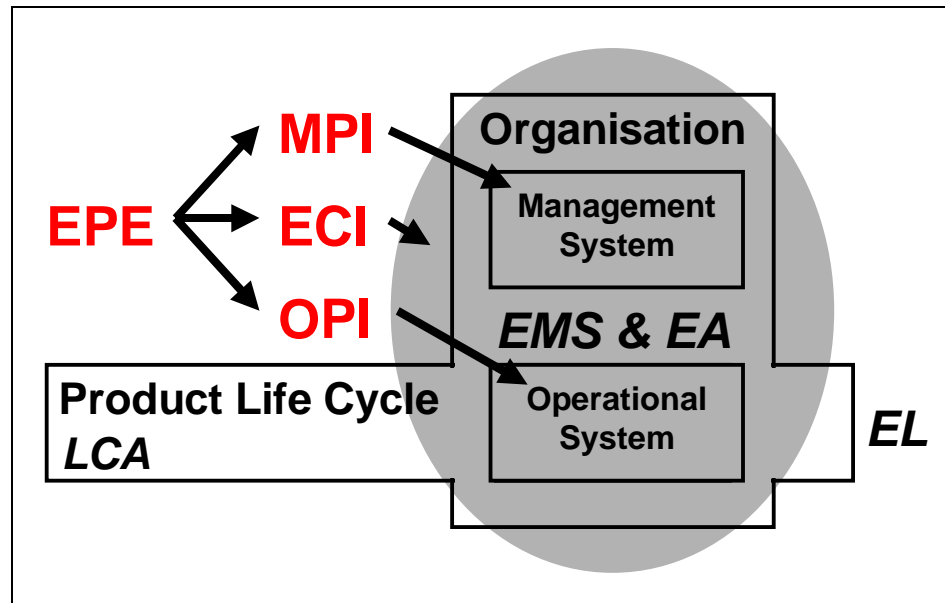 MPI
Organisation
Management
System
EPE
ECI
OPI
EMS & EA
Product Life Cycle
LCA
Operational
System
EL